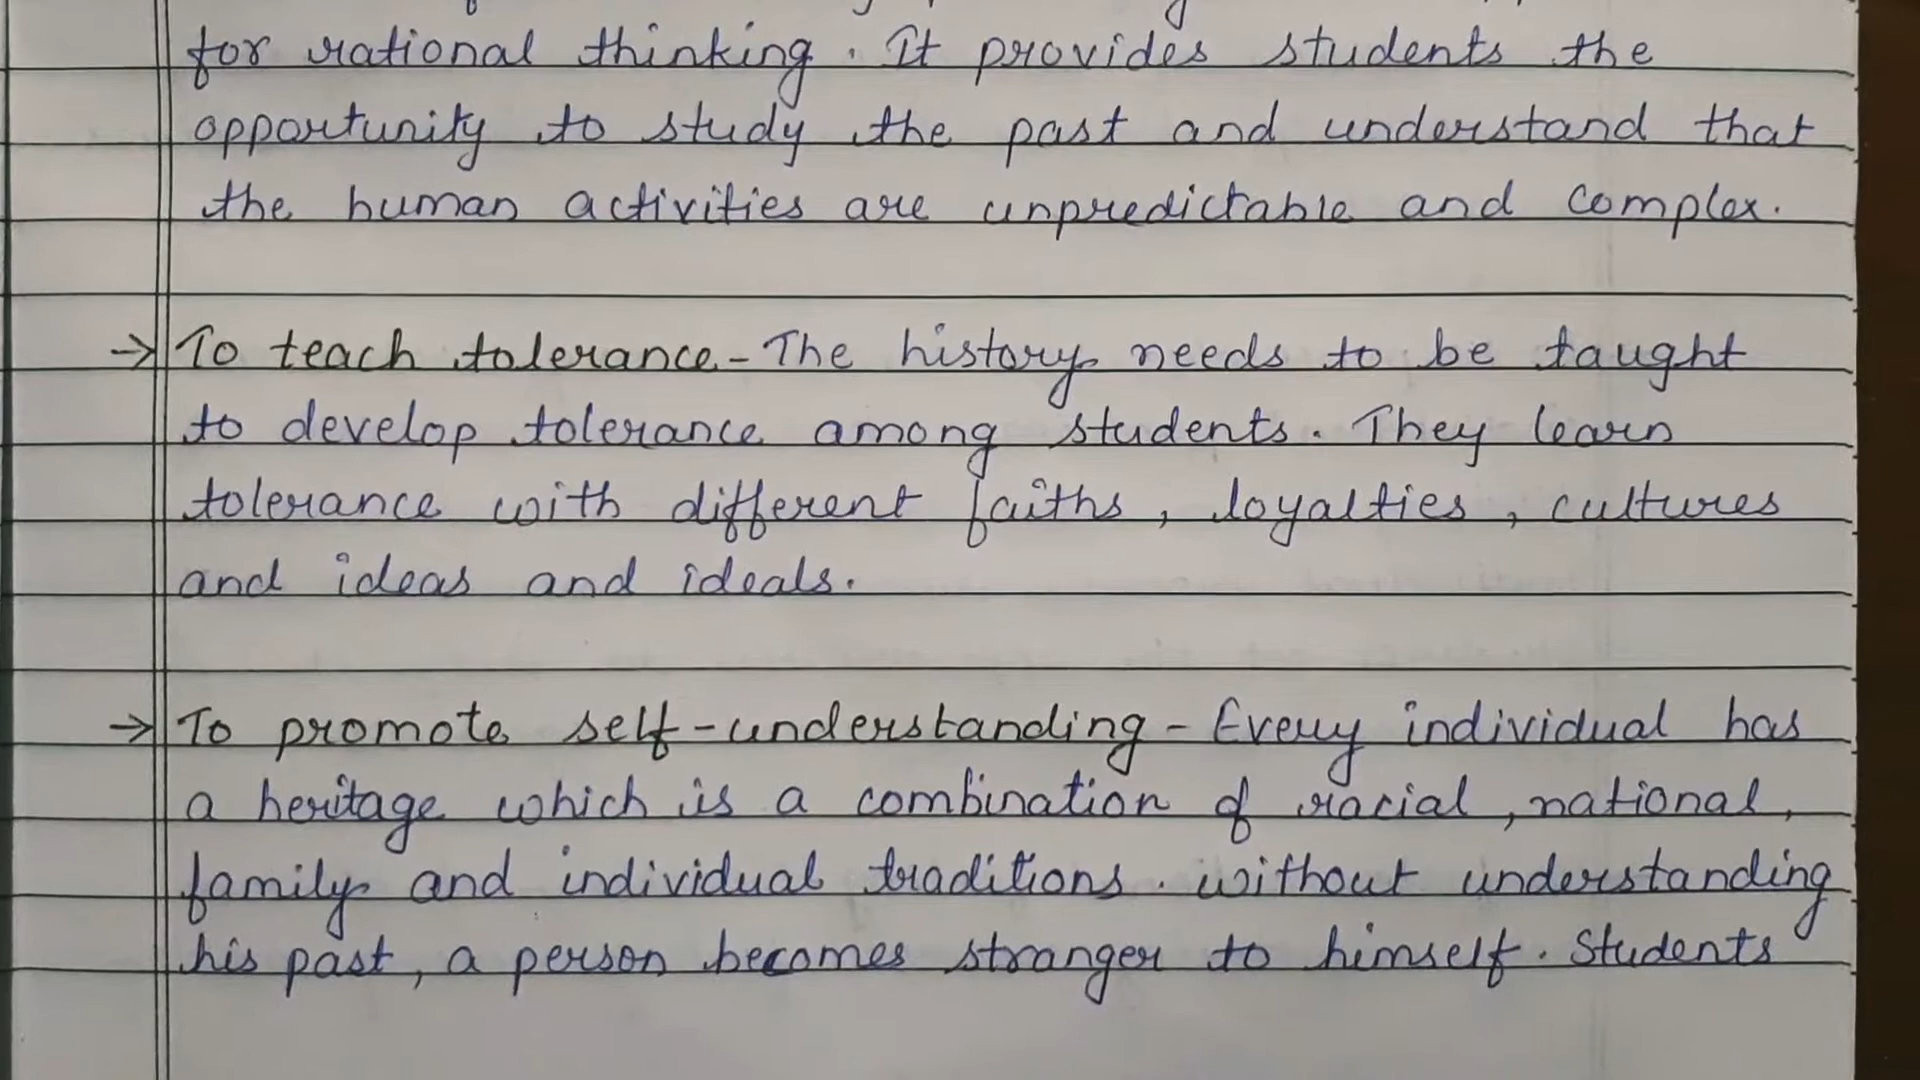 for rational thinking. It provides students the
opportunity to study the past and understand that
the human activities are unpredictable and complex.
→ To teach tolerance - The history needs to be taught
to develop tolerance among students. They learn
tolerance with different faiths, loyalties, cultures
and ideas and ideals.
→ To promote self-understanding - Every individual has
a heritage which is a combination of racial, national,
family and individual traditions. without understanding
his past, a person becomes stranger to himself. Students